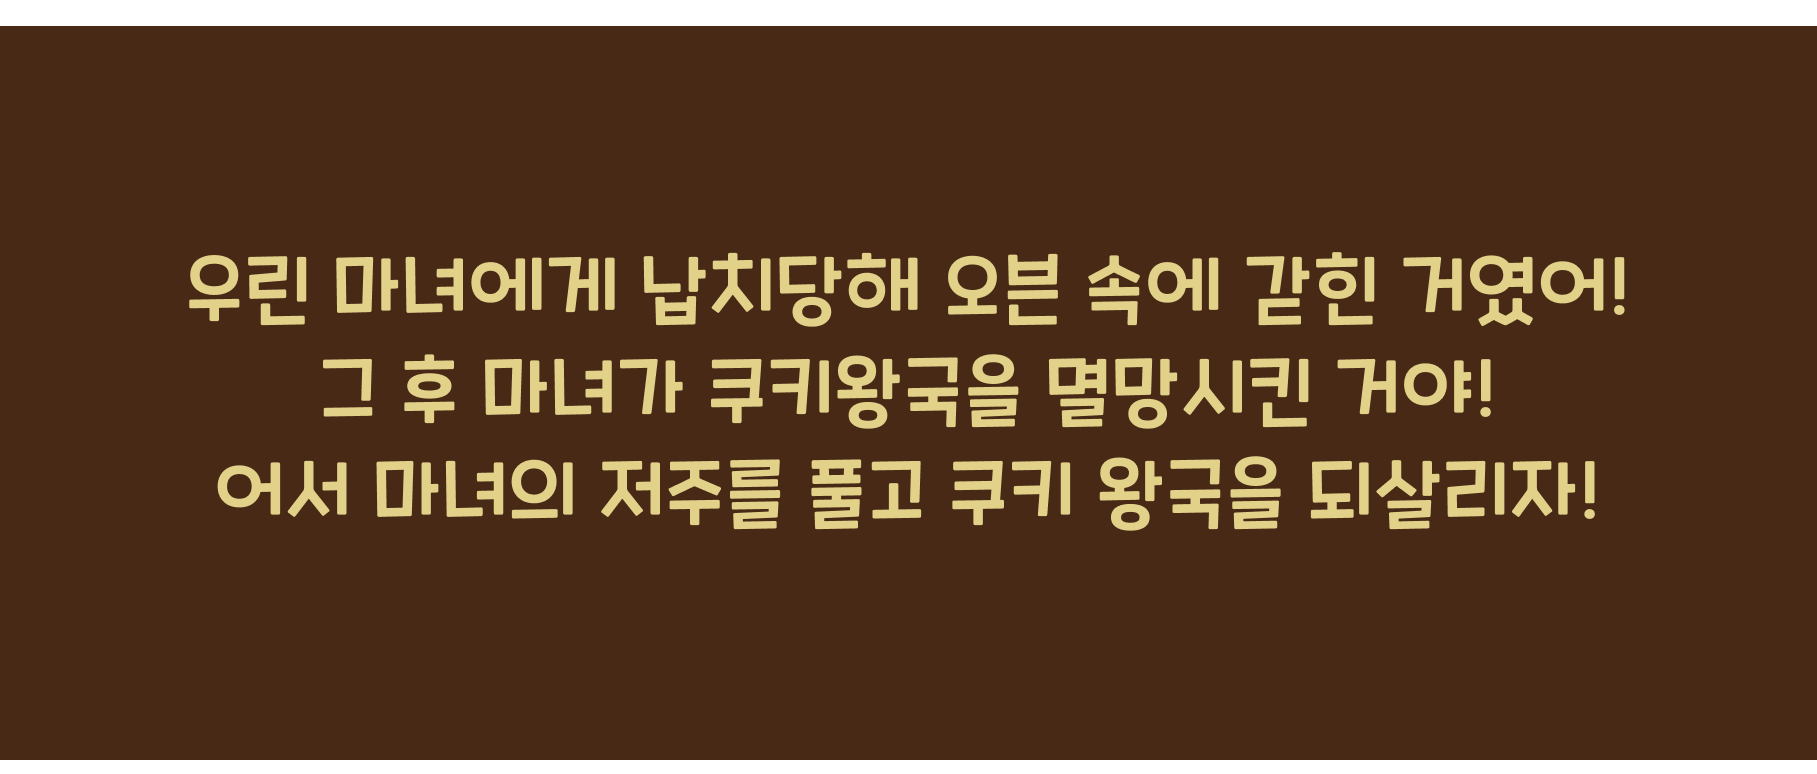 우린 마녀에게 납치당해 오븐 속에 갇힌 거였어!
그 후 마녀가 쿠키왕국을 멸망시킨 거야!
어서 마녀의 저주를 풀고 쿠키 왕국을 되살리자!